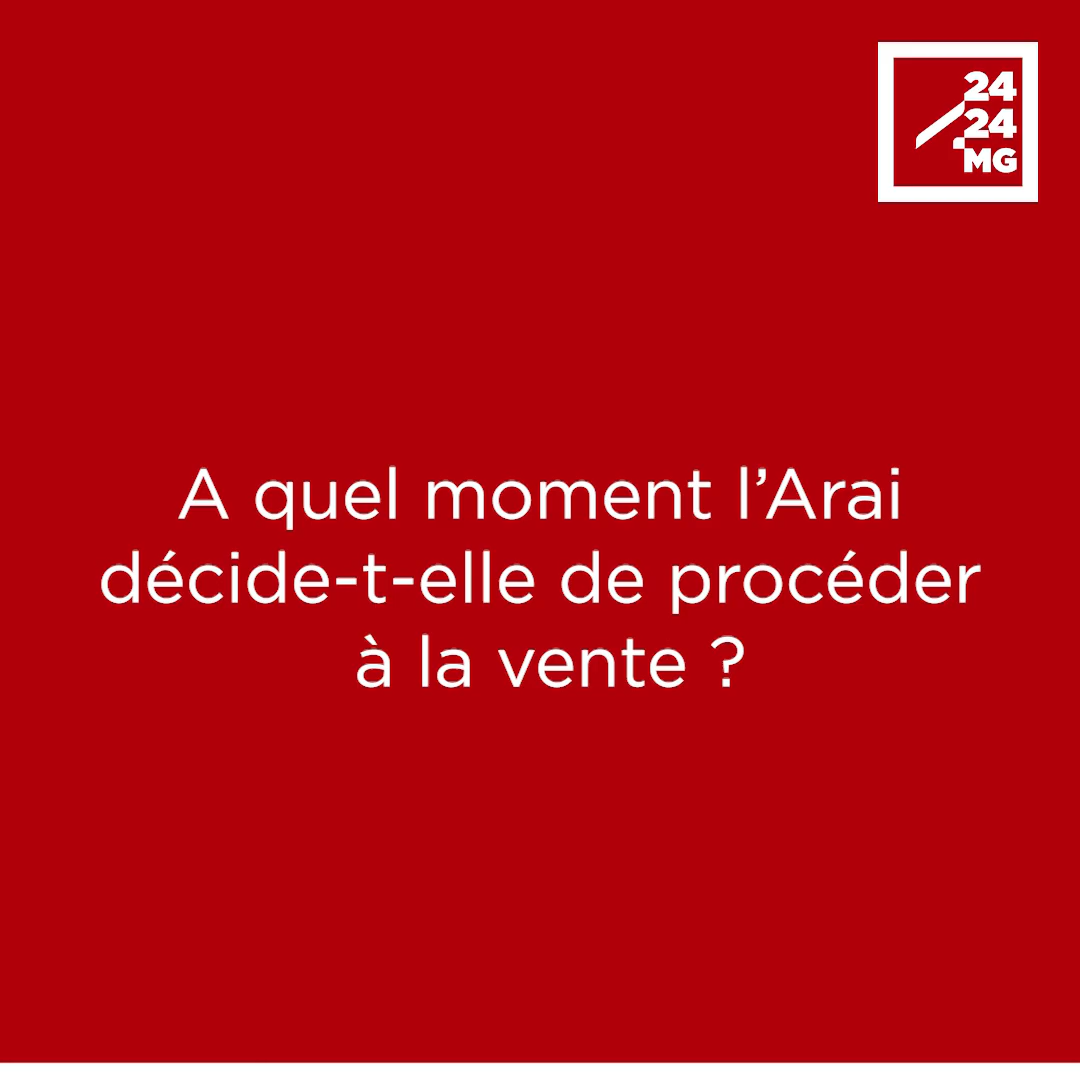 24
24
MG
A quel moment l’Arai
décide-t-elle de procéder
à la vente ?